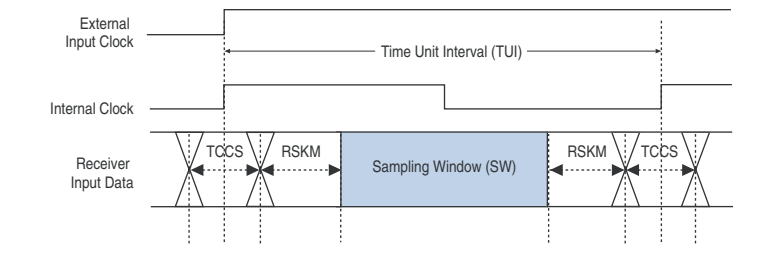 External
Input Clock
Time Unit Interval (TUI)
Internal Clock
TCCS
RSKM
RSKM
TCCS
Sampling Window (SW)
Receiver
Input Data